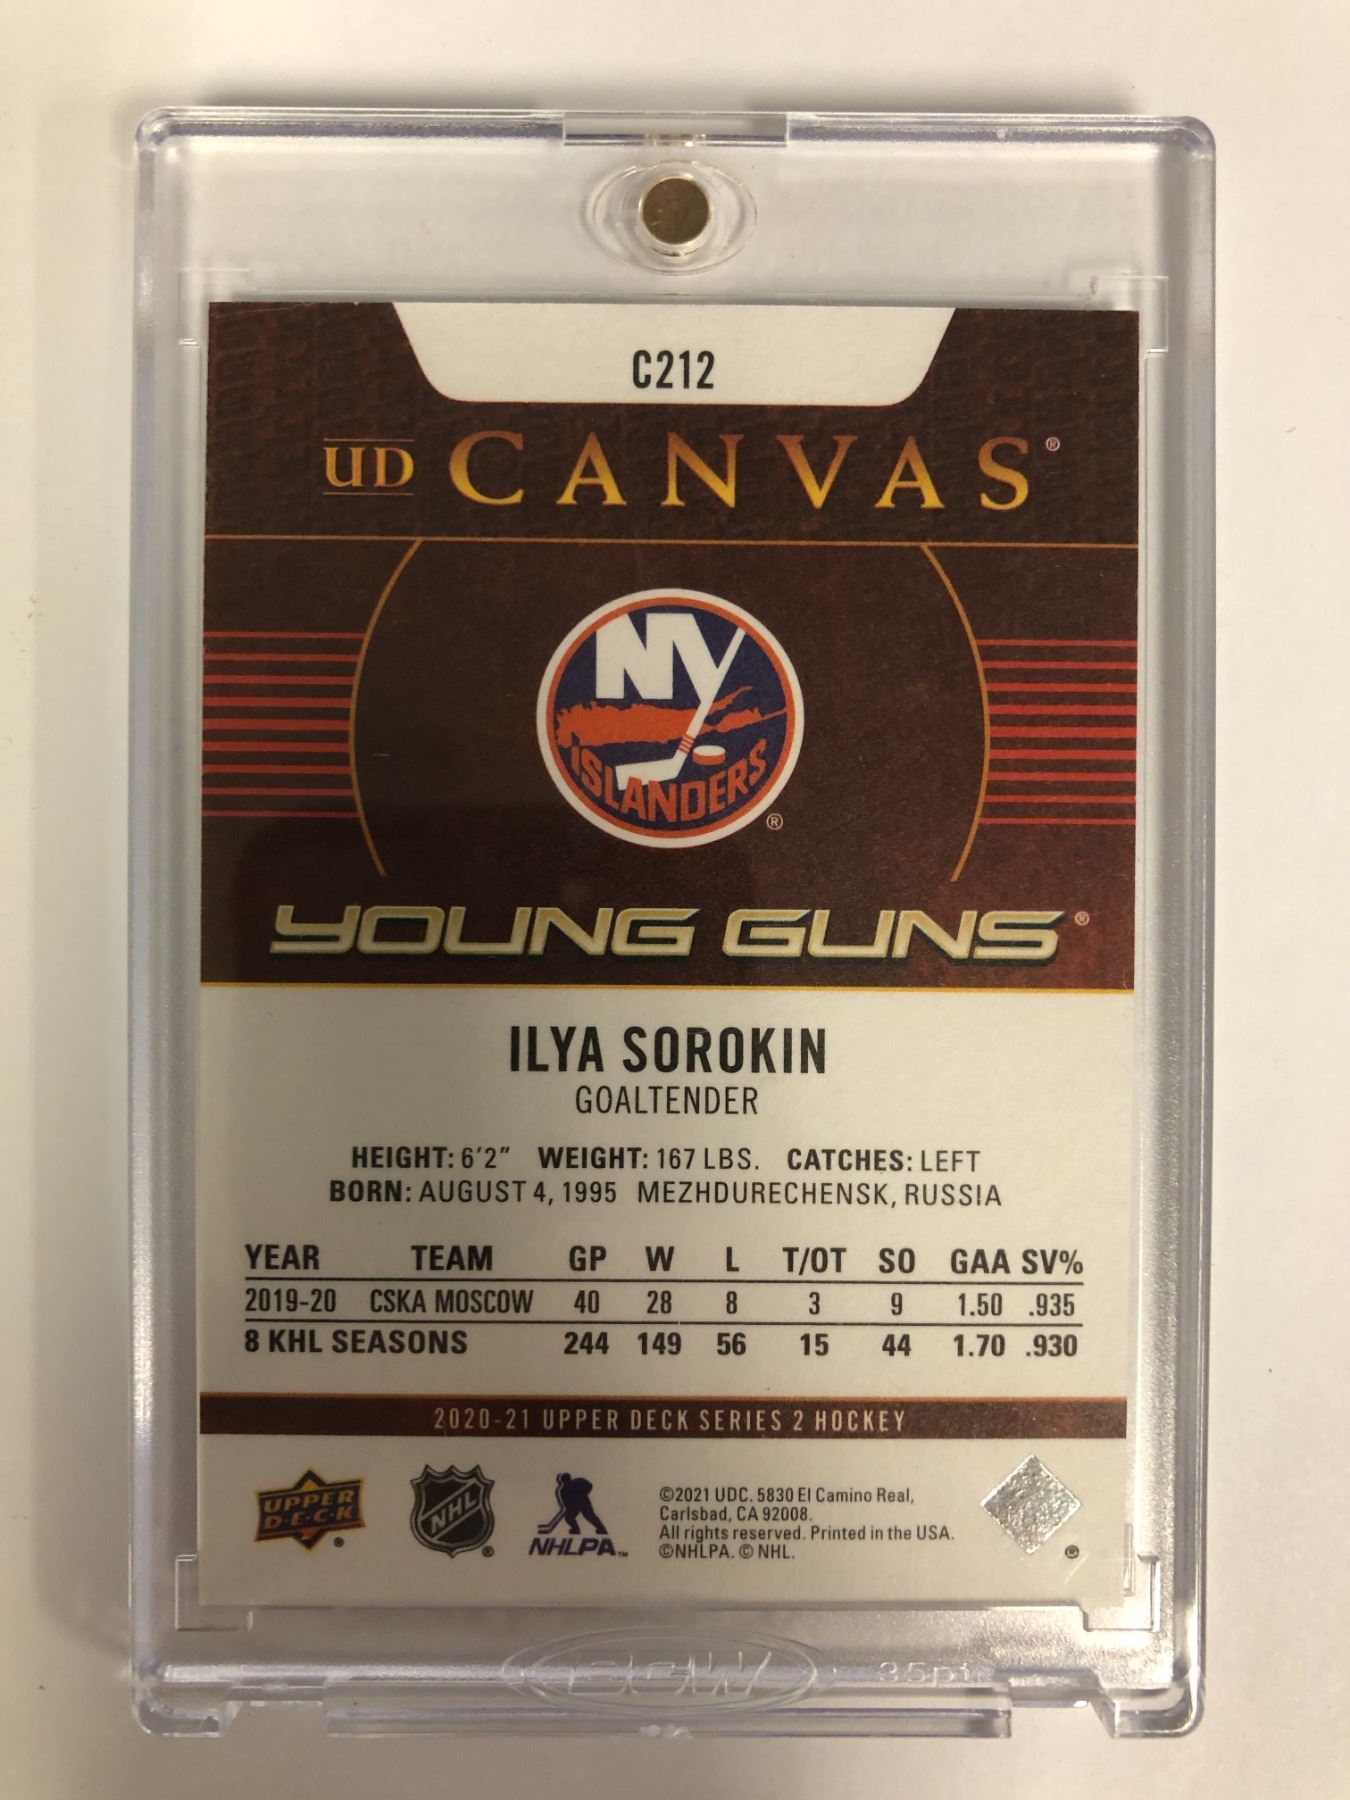 C212
UD CANVAS®
NY
ISLANDERS
®
YOUNG GUNS®
ILYA SOROKIN
GOALTENDER
HEIGHT: 6'2" WEIGHT: 167 LBS. CATCHES: LEFT
BORN: AUGUST 4, 1995 MEZHDURECHENSK, RUSSIA
YEAR TEAM GP W L T/OT SO GAA SV%
2019-20 CSKA MOSCOW 40 28 8 3 9 1.50 .935
8 KHL SEASONS 244 149 56 15 44 1.70 .930
2020-21 UPPER DECK SERIES 2 HOCKEY
UPPER
D·E·C·K
NHL
NHLPA™
©2021 UDC. 5830 El Camino Real,
Carlsbad, CA 92008.
All rights reserved. Printed in the USA.
©NHLPA. © NHL.
BCW 35pt